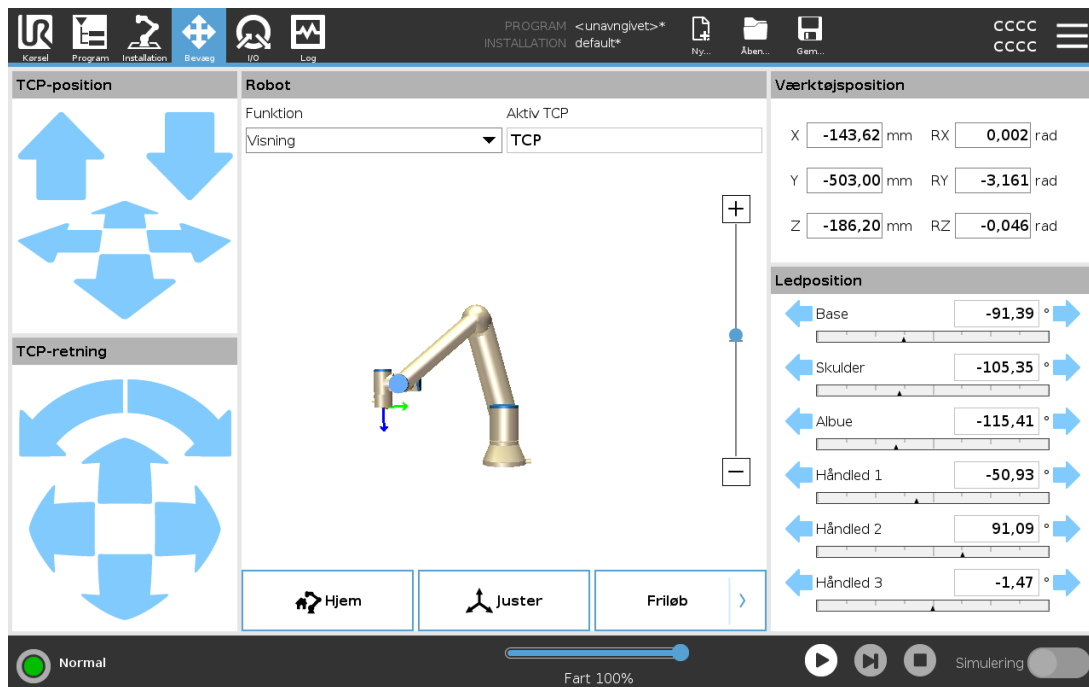 UR
Kørsel
Program
Installation
Bevæg
I/O
Log
PROGRAM <unavngivet>*
INSTALLATION default*
Ny...
Åben...
Gem...
CCCC
CCCC
TCP-position
TCP-retning
Robot
Funktion
Aktiv TCP
Visning
TCP
Hjem
Juster
Friløb
Værktøjsposition
X -143,62 mm RX 0,002 rad
Y -503,00 mm RY -3,161 rad
Z -186,20 mm RZ -0,046 rad
Ledposition
Base -91,39 °
Skulder -105,35 °
Albue -115,41 °
Håndled 1 -50,93 °
Håndled 2 91,09 °
Håndled 3 -1,47 °
Normal
Fart 100%
Simulering